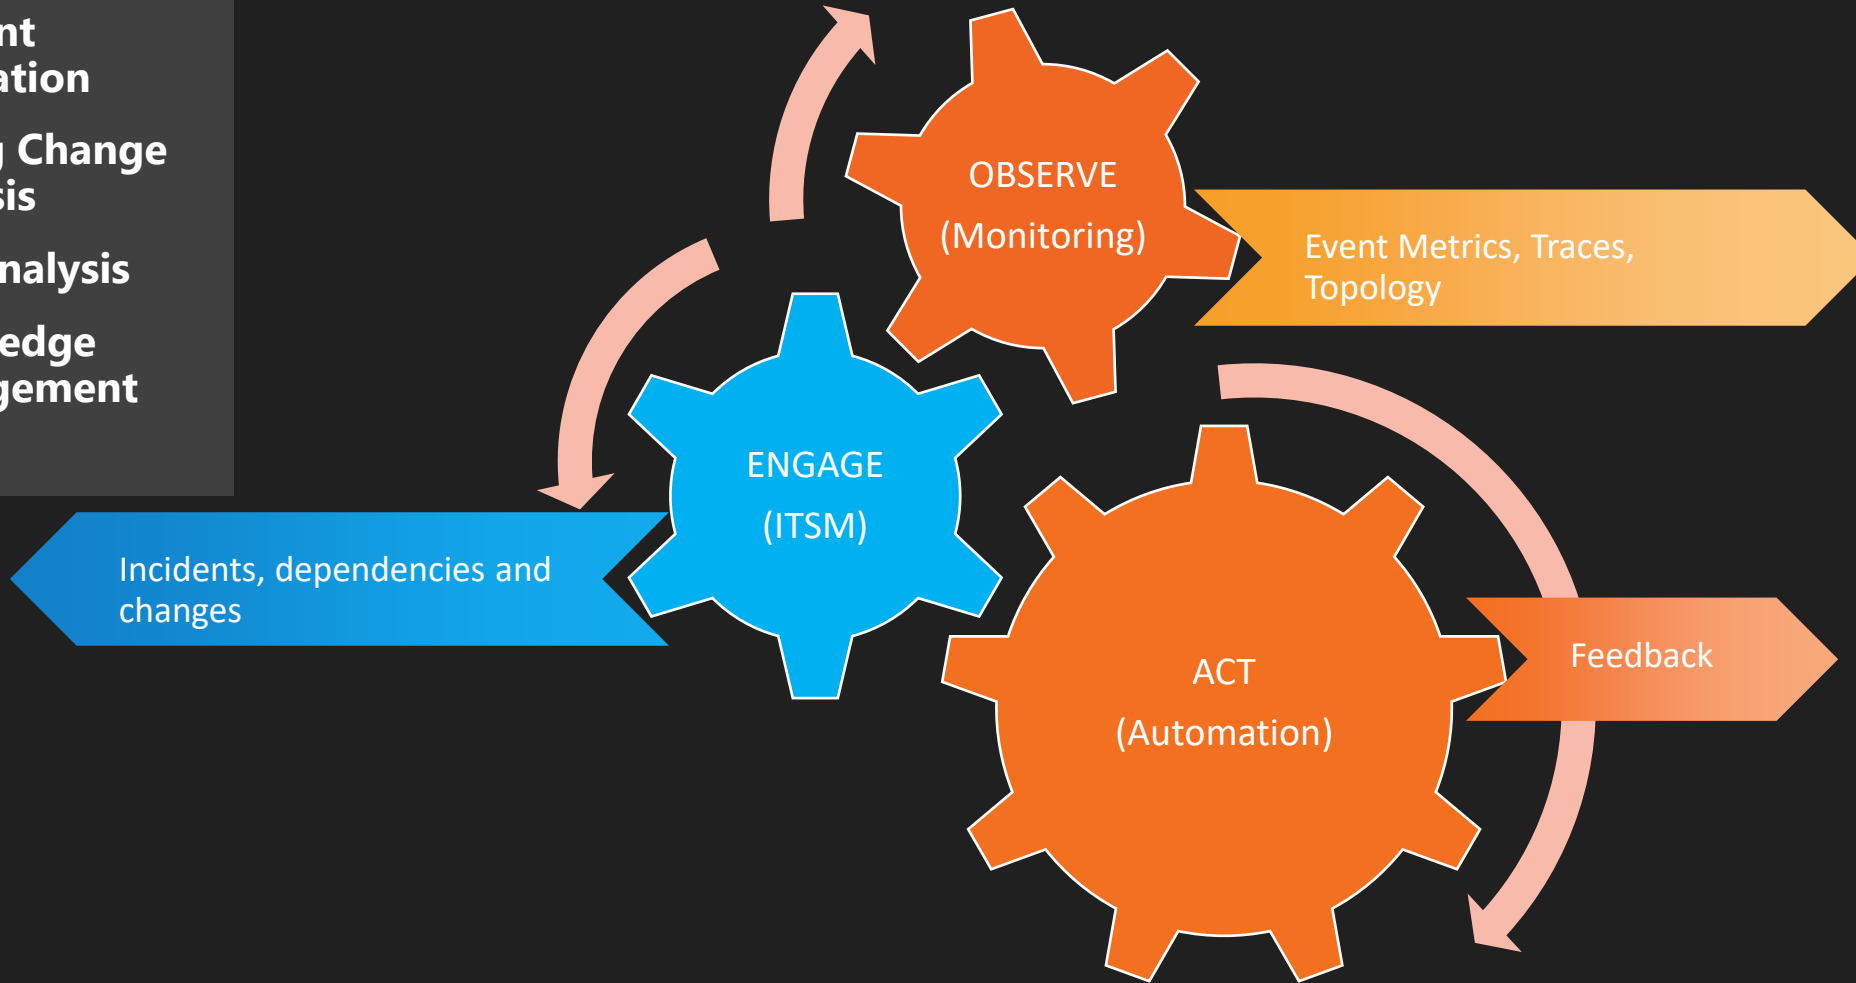 nt
ation
g Change
sis
nalysis
edge
gement
OBSERVE
(Monitoring)
Event Metrics, Traces,
Topology
ENGAGE
(ITSM)
Incidents, dependencies and
changes
ACT
(Automation)
Feedback